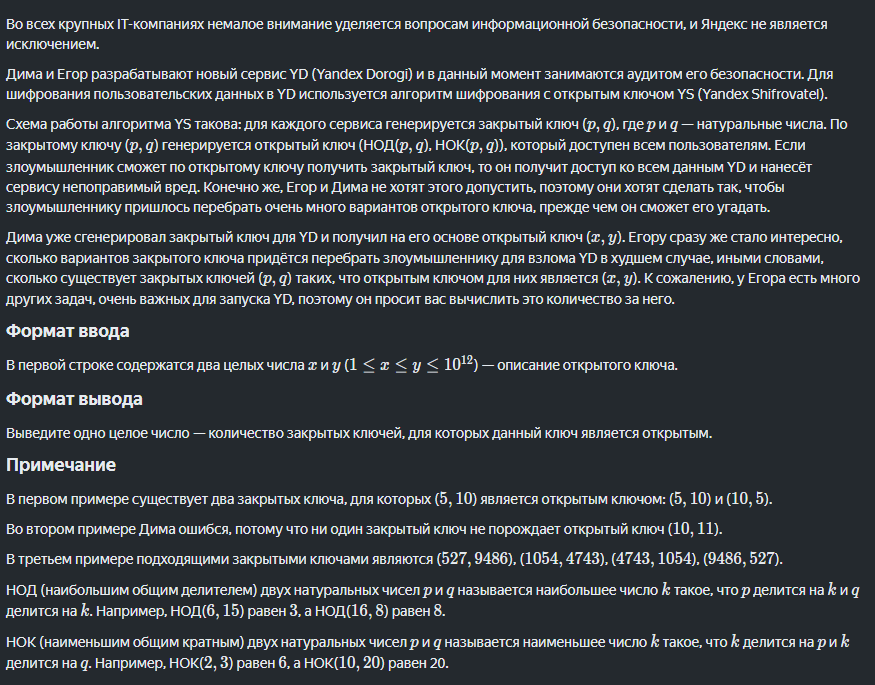 Во всех крупных IT-компаниях немалое внимание уделяется вопросам информационной безопасности, и Яндекс не является
исключением.
Дима и Егор разрабатывают новый сервис YD (Yandex Dorogi) и в данный момент занимаются аудитом его безопасности. Для
шифрования пользовательских данных в YD используется алгоритм шифрования с открытым ключом YS (Yandex Shifrovatel).
Схема работы алгоритма YS такова: для каждого сервиса генерируется закрытый ключ (p, q), где p и q — натуральные числа. По
закрытому ключу (p, q) генерируется открытый ключ (НОД(p, q), НОК(p, q)), который доступен всем пользователям. Если
злоумышленник сможет по открытому ключу получить закрытый ключ, то он получит доступ ко всем данным YD и нанесёт
сервису непоправимый вред. Конечно же, Егор и Дима не хотят этого допустить, поэтому они хотят сделать так, чтобы
злоумышленнику пришлось перебрать очень много вариантов открытого ключа, прежде чем он сможет его угадать.
Дима уже сгенерировал закрытый ключ для YD и получил на его основе открытый ключ (x, y). Егору сразу же стало интересно,
сколько вариантов закрытого ключа придётся перебрать злоумышленнику для взлома YD в худшем случае, иными словами,
сколько существует закрытых ключей (p, q) таких, что открытым ключом для них является (x, y). К сожалению, у Егора есть много
других задач, очень важных для запуска YD, поэтому он просит вас вычислить это количество за него.
Формат ввода
В первой строке содержатся два целых числа x и y (1 ≤ x ≤ y ≤ 10¹²) — описание открытого ключа.
Формат вывода
Выведите одно целое число — количество закрытых ключей, для которых данный ключ является открытым.
Примечание
В первом примере существует два закрытых ключа, для которых (5, 10) является открытым ключом: (5, 10) и (10, 5).
Во втором примере Дима ошибся, потому что ни один закрытый ключ не порождает открытый ключ (10, 11).
В третьем примере подходящими закрытыми ключами являются (527, 9486), (1054, 4743), (4743, 1054), (9486, 527).
НОД (наибольшим общим делителем) двух натуральных чисел p и q называется наибольшее число k такое, что p делится на k и q
делится на k. Например, НОД(6, 15) равен 3, а НОД(16, 8) равен 8.
НОК (наименьшим общим кратным) двух натуральных чисел p и q называется наименьшее число k такое, что k делится на p и k
делится на q. Например, НОК(2, 3) равен 6, а НОК(10, 20) равен 20.